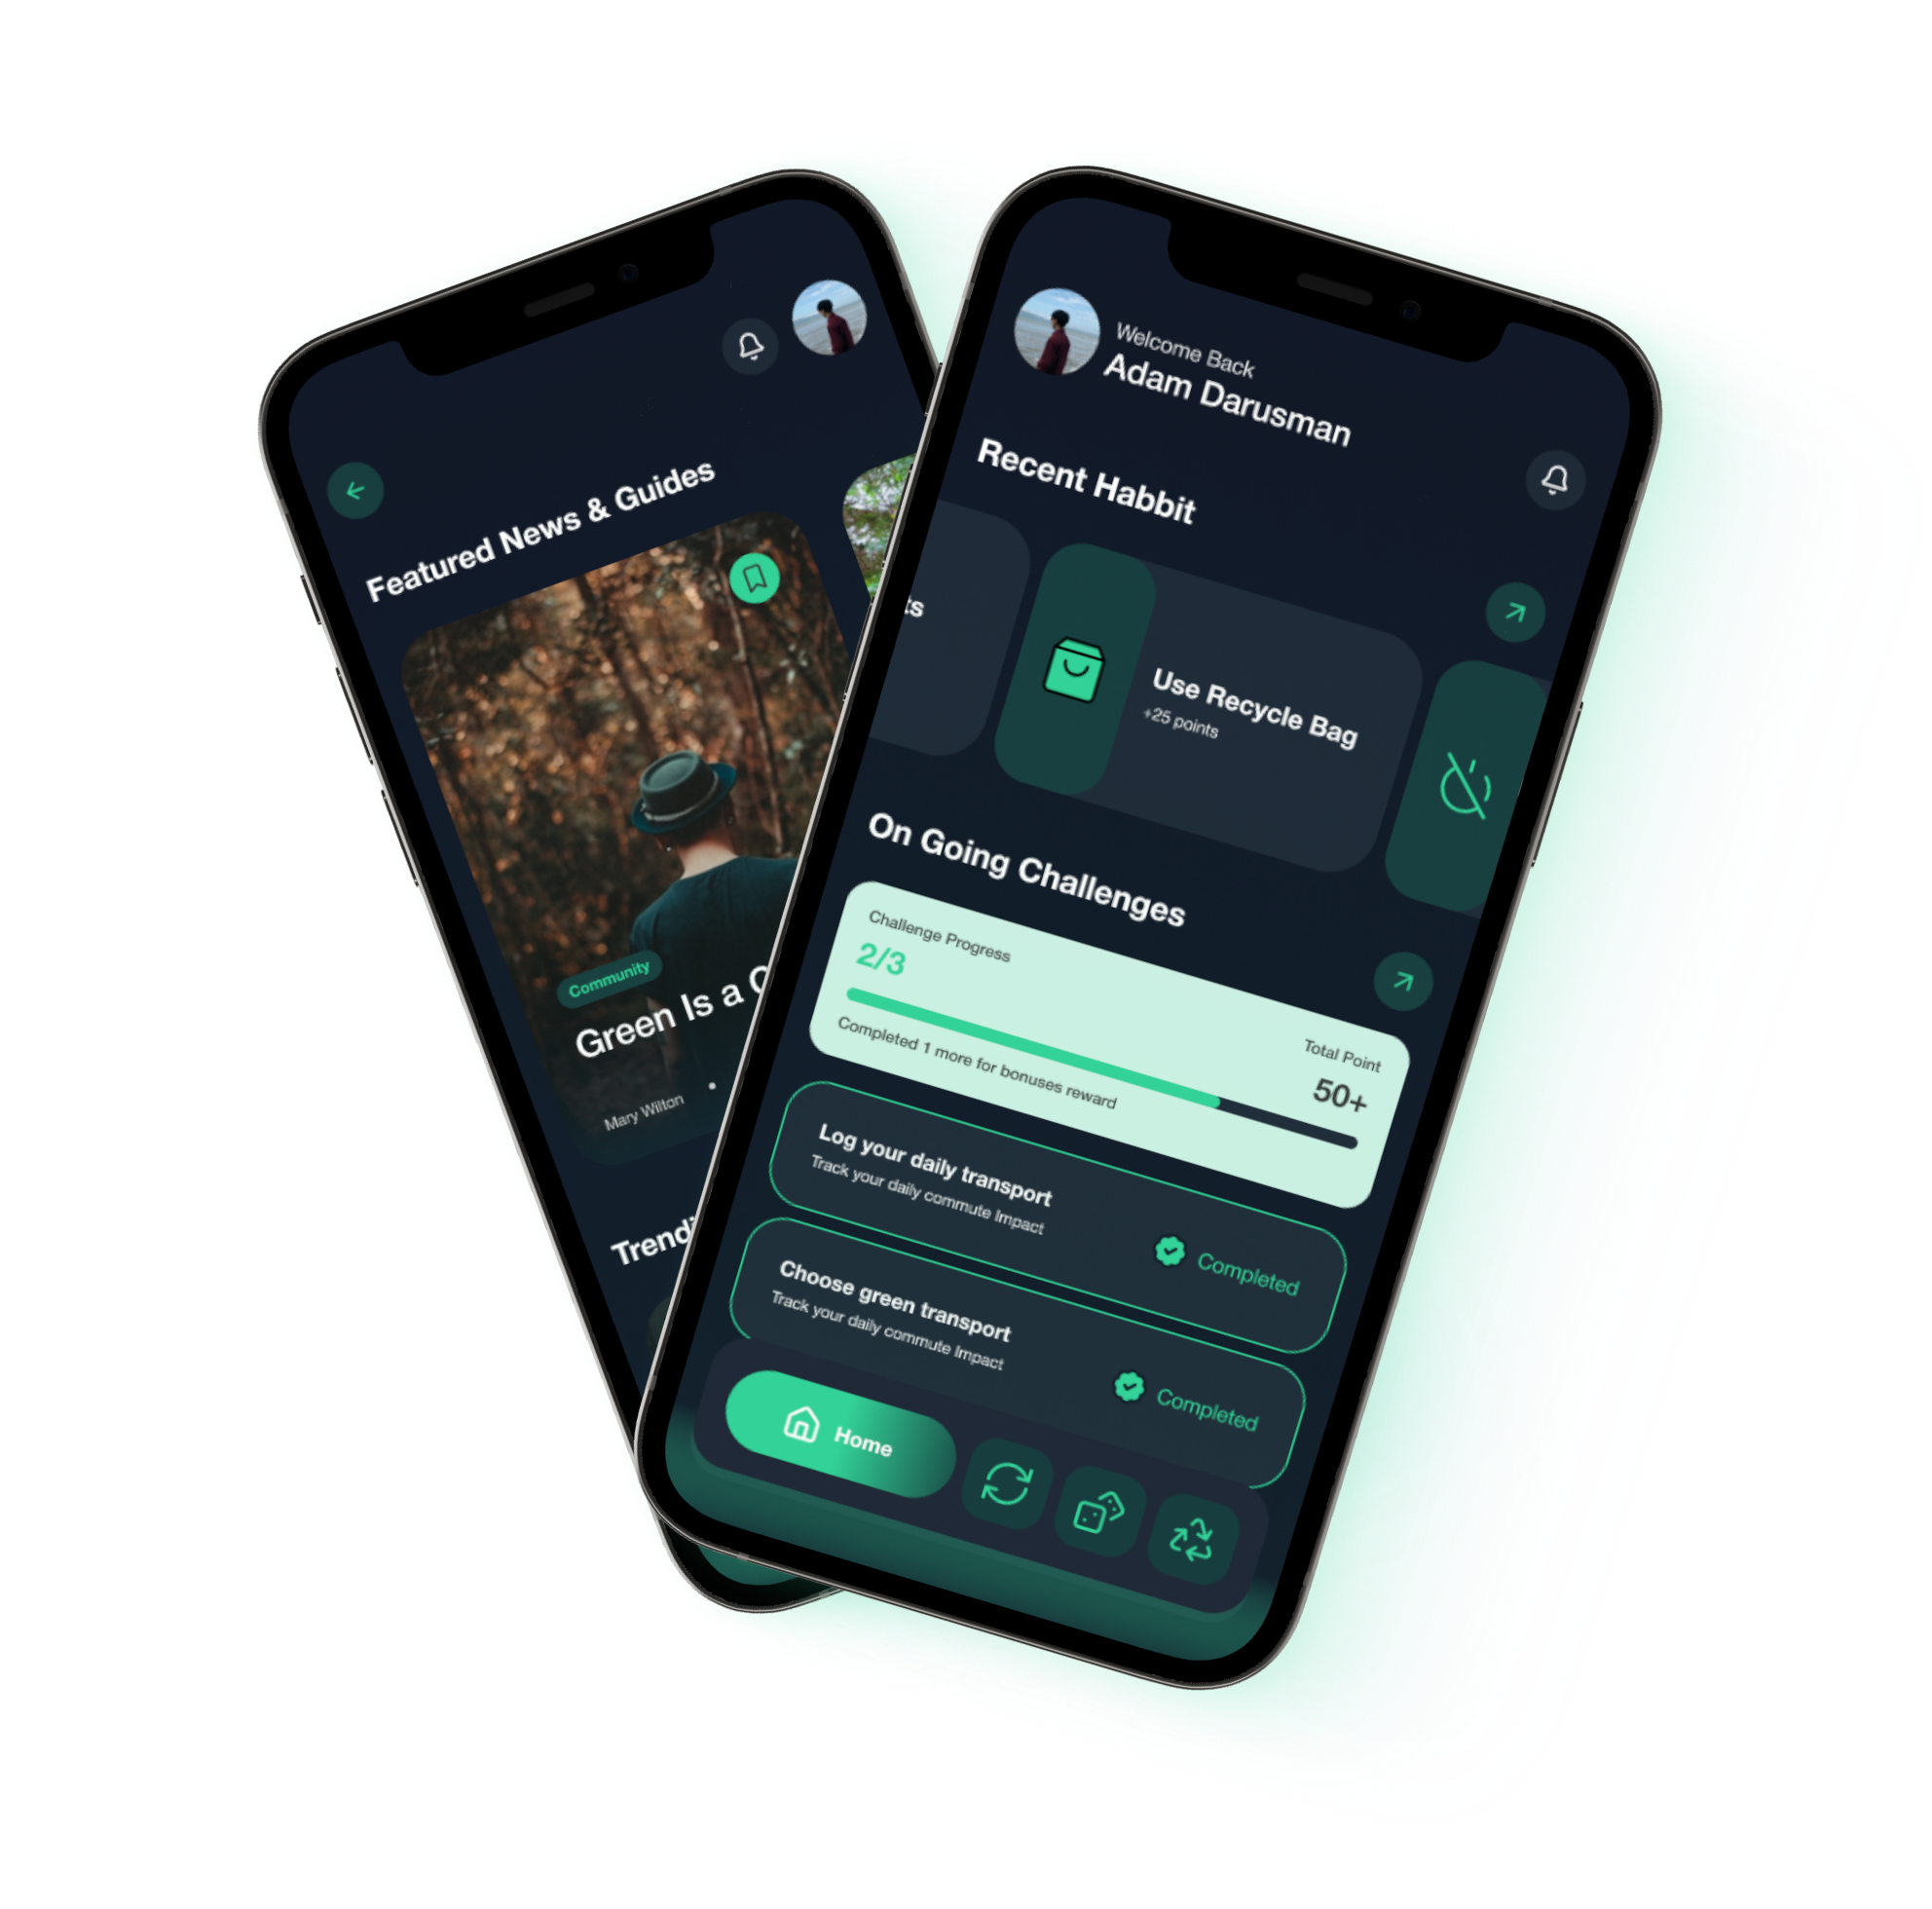 Featured News & Guides
Community
Green Is a
Mary Wilton
Welcome Back
Adam Darusman
Recent Habbit
Use Recycle Bag
+25 points
On Going Challenges
Challenge Progress
2/3
Total Point
50+
Completed 1 more for bonuses reward
Log your daily transport
Track your daily commute Impact
Completed
Choose green transport
Track your daily commute Impact
Completed
Home